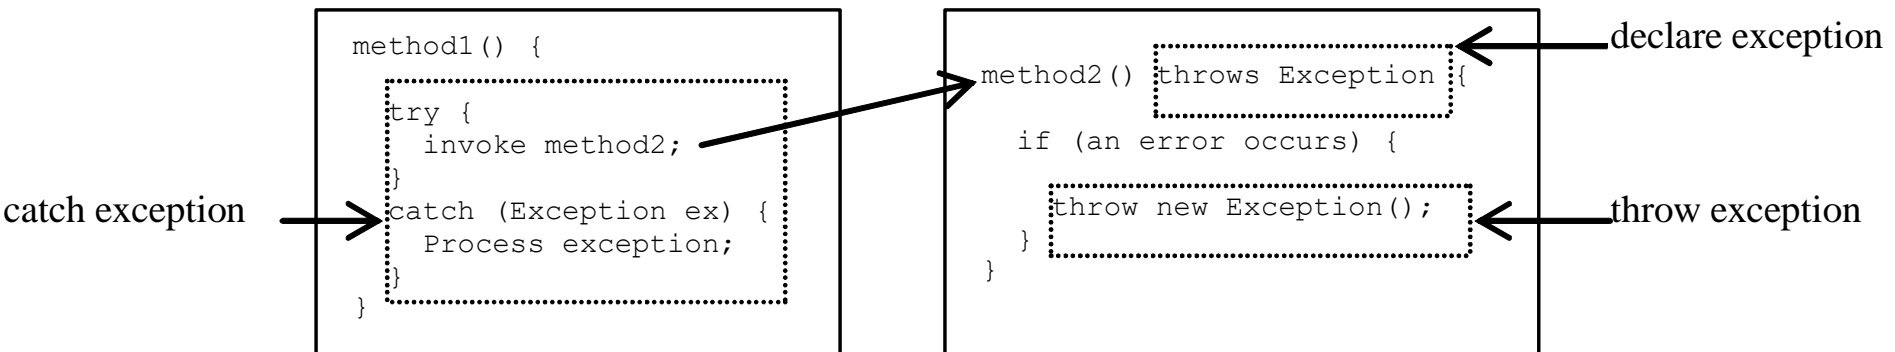 method1() {
try {
invoke method2;
}
catch (Exception ex) {
Process exception;
}
}
catch exception
method2() throws Exception {
if (an error occurs) {
throw new Exception();
}
}
declare exception
throw exception